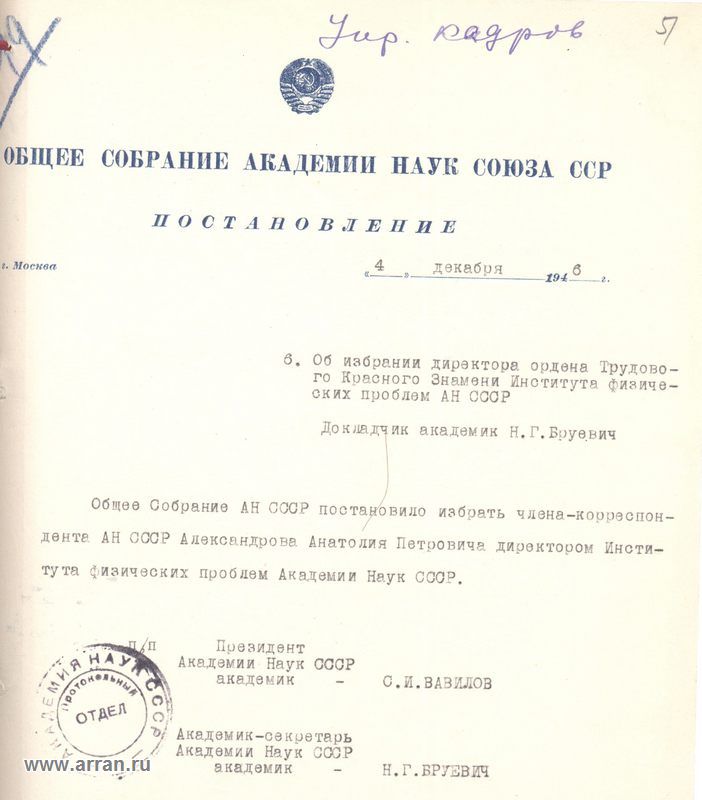 Упр. кадров
51
ОБЩЕЕ СОБРАНИЕ АКАДЕМИИ НАУК СОЮЗА ССР
ПОСТАНОВЛЕНИЕ
г. Москва
«4» декабря 1946 г.
6. Об избрании директора ордена Трудово-
го Красного Знамени Института физиче-
ских проблем АН СССР
Докладчик академик Н.Г.Бруевич
Общее Собрание АН СССР постановило избрать члена-корреспон-
дента АН СССР Александрова Анатолия Петровича директором Инсти-
тута физических проблем Академии Наук СССР.
п/п Президент
Академии Наук СССР
академик - С.И.ВАВИЛОВ
АКАДЕМИЯ НАУК СССР
Протокольный
ОТДЕЛ
Академик-секретарь
Академии Наук СССР
академик - Н.Г.БРУЕВИЧ
www.arran.ru